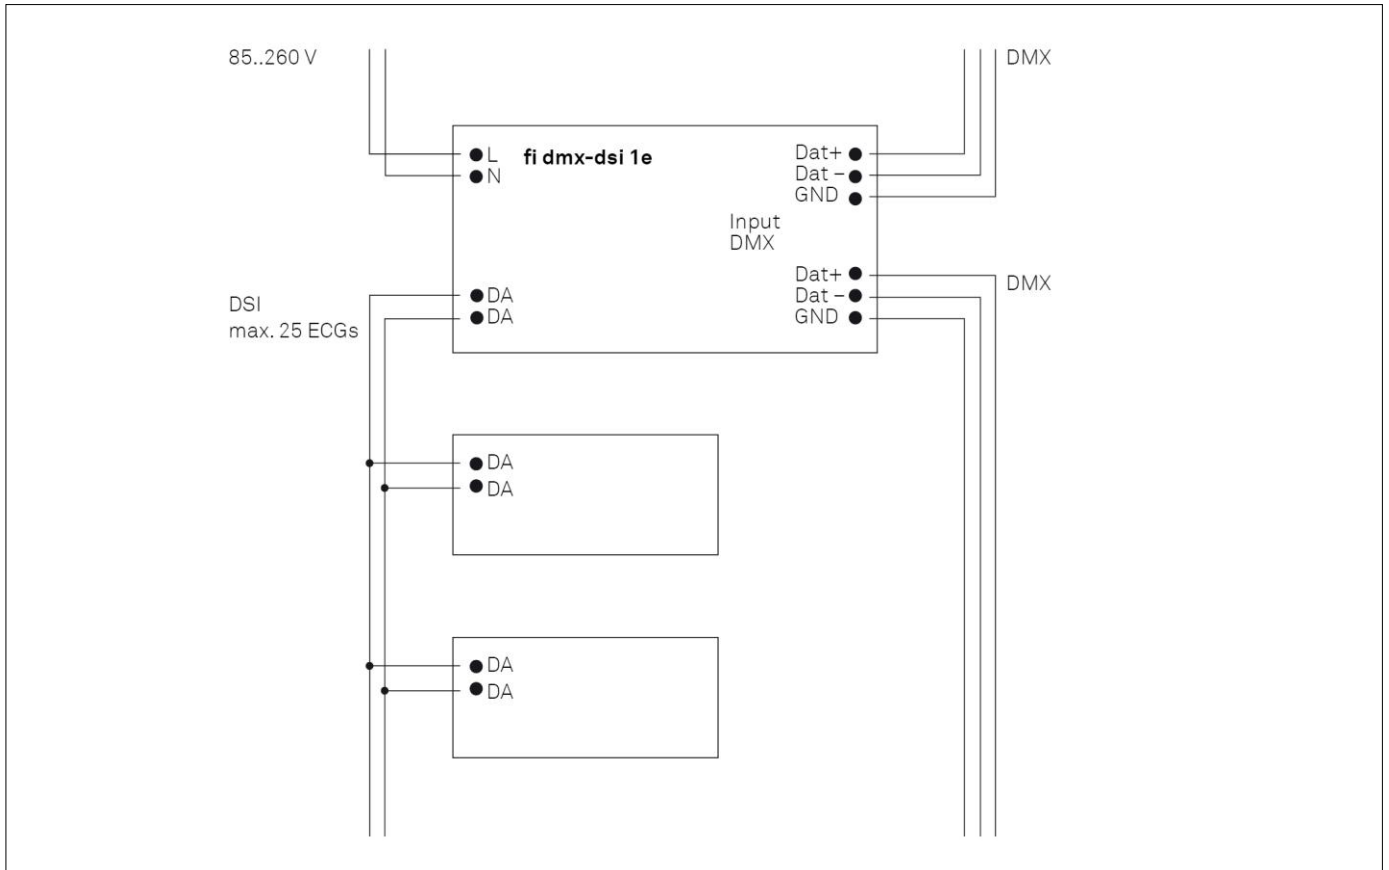 85..260 V
DMX
L
fi dmx-dsi 1e
N
Dat+
Dat –
GND
Input
DMX
Dat+
Dat –
GND
DMX
DA
DA
DSI
max. 25 ECGs
DA
DA
DA
DA